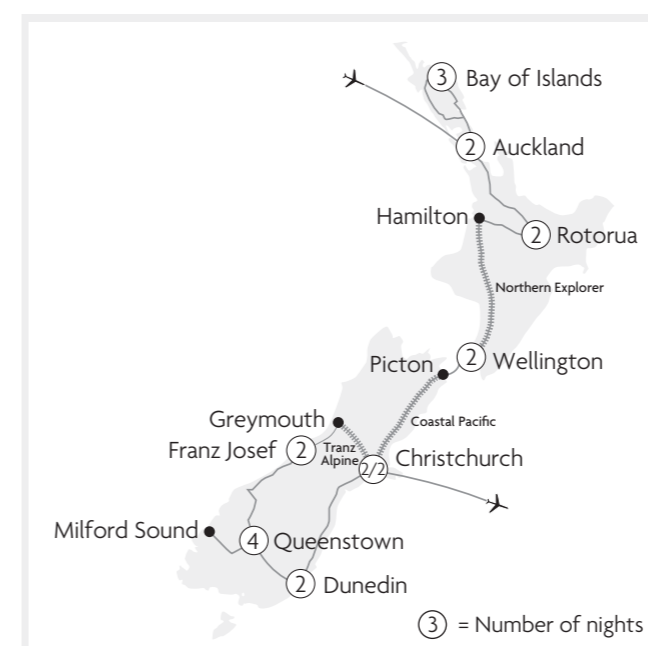 3 Bay of Islands
2 Auckland
Hamilton
2 Rotorua
Northern Explorer
2 Wellington
Picton
Greymouth
Coastal Pacific
Franz Josef 2
Tranz
Alpine
2/2 Christchurch
Milford Sound
4 Queenstown
2 Dunedin
3 = Number of nights